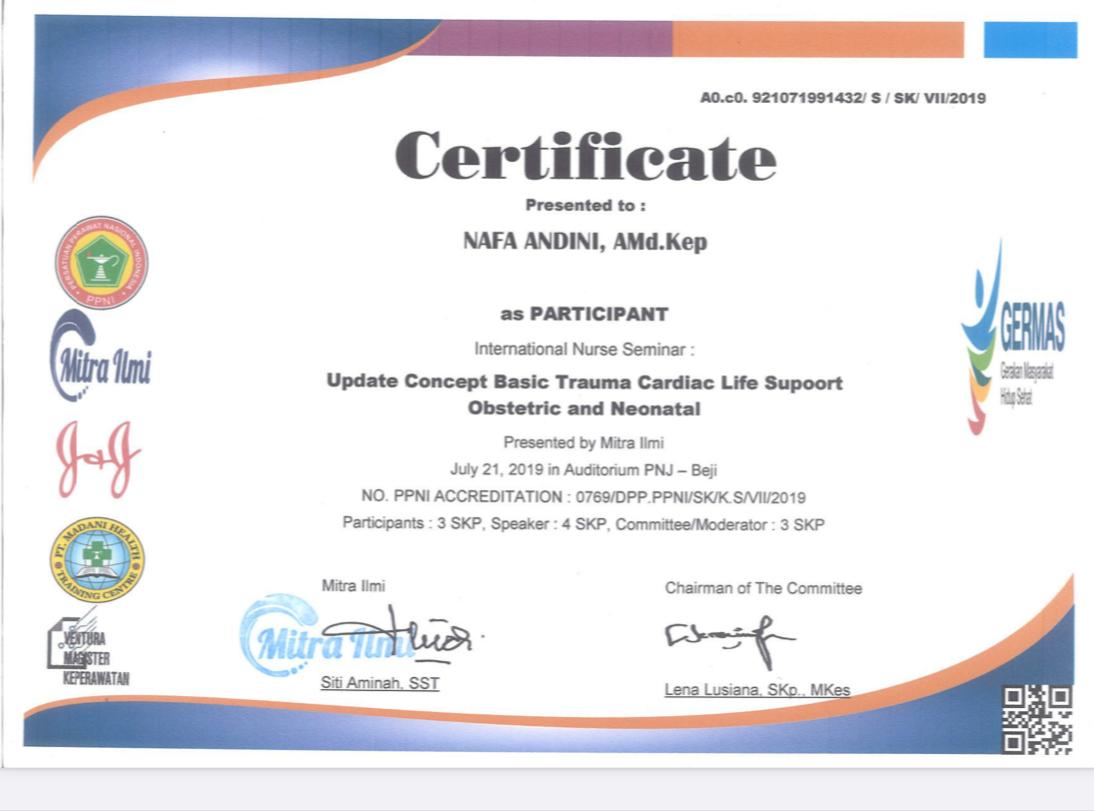 A0.c0. 921071991432/ S / SK/ VII/2019
Certificate
Presented to :
NAFA ANDINI, AMd.Kep
as PARTICIPANT
International Nurse Seminar :
Update Concept Basic Trauma Cardiac Life Supoort
Obstetric and Neonatal
Presented by Mitra Ilmi
July 21, 2019 in Auditorium PNJ – Beji
NO. PPNI ACCREDITATION : 0769/DPP.PPNI/SK/K.S/VII/2019
Participants : 3 SKP, Speaker : 4 SKP, Committee/Moderator : 3 SKP
PERSATUAN PERAWAT NASIONAL INDONESIA
PPNI
Mitra Ilmi
J&J
PT. MADANI HEALTH
TRAINING CENTRE
VENTURA
MAGISTER
KEPERAWATAN
GERMAS
Gerakan Masyarakat
Hidup Sehat
Mitra Ilmi
Mitra Ilmi
Siti Aminah, SST
Chairman of The Committee
Lena Lusiana, SKp., MKes